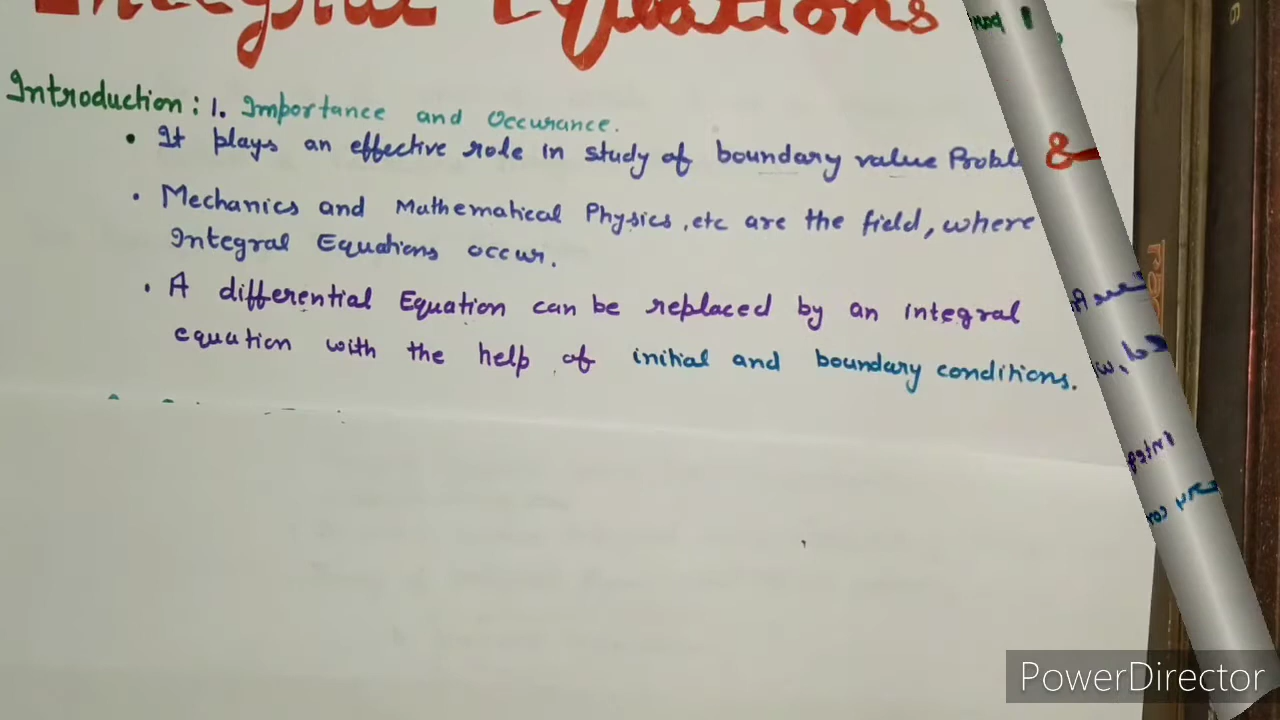 Integral Equations
Introduction: 1. Importance and Occurance.
• It plays an effective role in study of boundary value Probl
• Mechanics and Mathematical Physics, etc are the field, where
Integral Equations occur.
• A differential Equation can be replaced by an integral
equation with the help of initial and boundary conditions.
&
PowerDirector